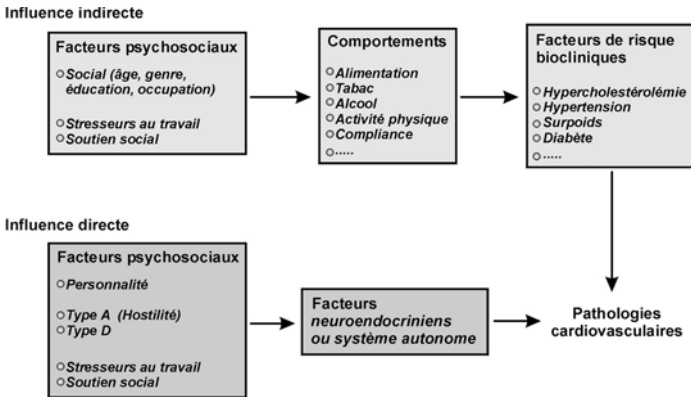 Influence indirecte
Facteurs psychosociaux
Social (âge, genre,
éducation, occupation)
Stresseurs au travail
Soutien social
Comportements
Alimentation
Tabac
Alcool
Activité physique
Compliance
.....
Facteurs de risque
biocliniques
Hypercholestérolémie
Hypertension
Surpoids
Diabète
.....
Influence directe
Facteurs psychosociaux
Personnalité
Type A (Hostilité)
Type D
Stresseurs au travail
Soutien social
Facteurs
neuroendocriniens
ou système autonome
Pathologies
cardiovasculaires